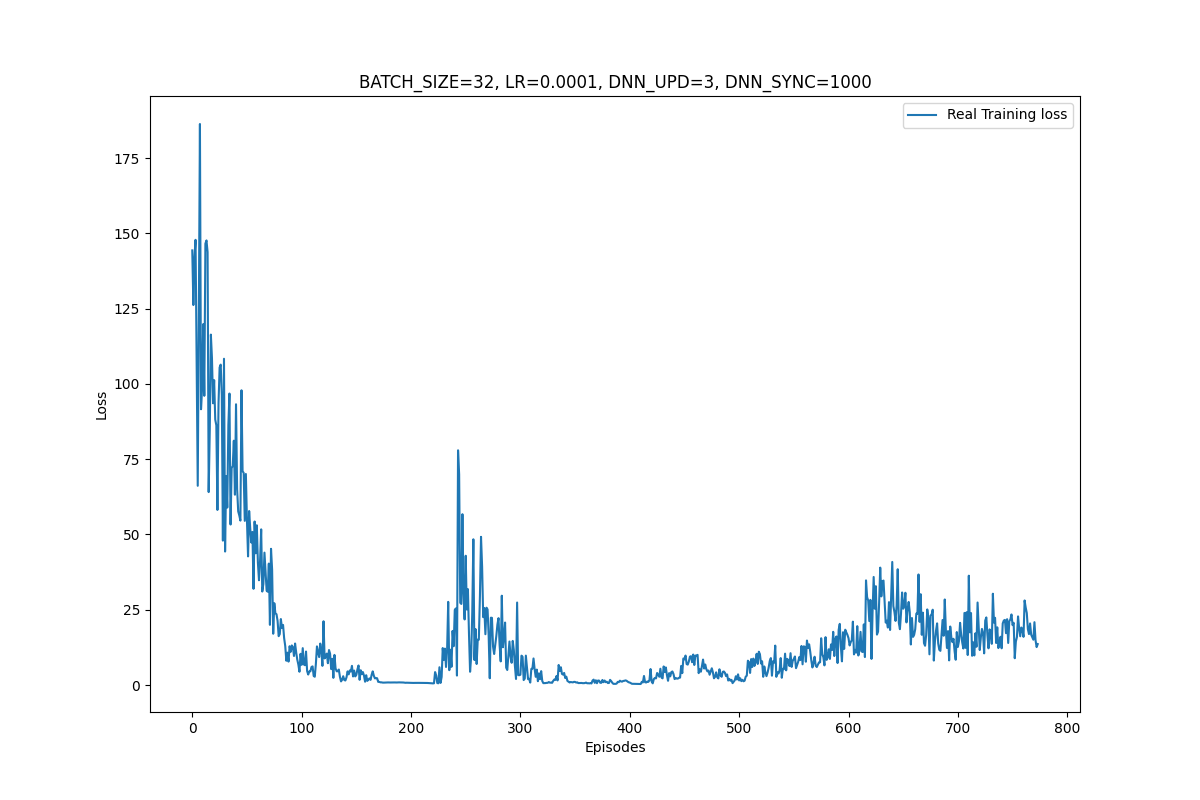 BATCH_SIZE=32, LR=0.0001, DNN_UPD=3, DNN_SYNC=1000
Real Training loss
175
150
125
100
75
50
25
0
Loss
0 100 200 300 400 500 600 700 800
Episodes